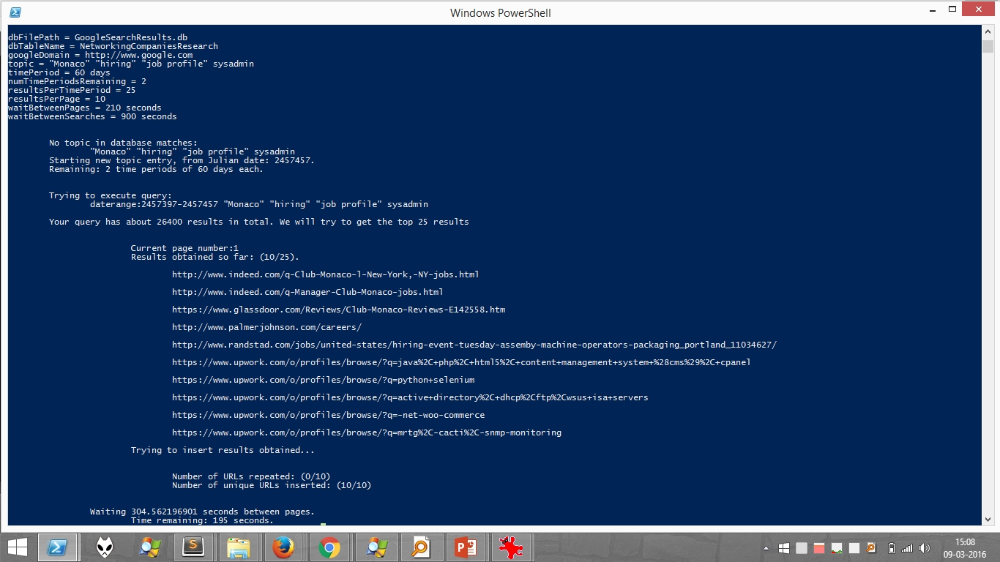 Windows PowerShell
dbFilePath = GoogleSearchResults.db
dbTableName = NetworkingCompaniesResearch
googleDomain = http://www.google.com
topic = "Monaco" "hiring" "job profile" sysadmin
timePeriod = 60 days
numTimePeriodsRemaining = 2
resultsPerTimePeriod = 25
resultsPerPage = 10
waitBetweenPages = 210 seconds
waitBetweenSearches = 900 seconds
No topic in database matches:
"Monaco" "hiring" "job profile" sysadmin
Starting new topic entry, from Julian date: 2457457.
Remaining: 2 time periods of 60 days each.
Trying to execute query:
daterange:2457397-2457457 "Monaco" "hiring" "job profile" sysadmin
Your query has about 26400 results in total. We will try to get the top 25 results
Current page number:1
Results obtained so far: (10/25).
http://www.indeed.com/q-Club-Monaco-l-New-York,-NY-jobs.html
http://www.indeed.com/q-Manager-Club-Monaco-jobs.html
https://www.glassdoor.com/Reviews/Club-Monaco-Reviews-E142558.htm
http://www.palmerjohnson.com/careers/
http://www.randstad.com/jobs/united-states/hiring-event-tuesday-assemby-machine-operators-packaging_portland_11034627/
https://www.upwork.com/o/profiles/browse/?q=java%2C+php%2C+html5%2C+content+management+system+%28cms%29%2C+cpanel
https://www.upwork.com/o/profiles/browse/?q=python+selenium
https://www.upwork.com/o/profiles/browse/?q=active+directory%2C+dhcp%2Cftp%2Cwsus+isa+servers
https://www.upwork.com/o/profiles/browse/?q=-net-woo-commerce
https://www.upwork.com/o/profiles/browse/?q=mrtg%2C-cacti%2C-snmp-monitoring
Trying to insert results obtained...
Number of URLs repeated: (0/10)
Number of unique URLs inserted: (10/10)
Waiting 304.562196901 seconds between pages.
Time remaining: 195 seconds.
15:08
09-03-2016